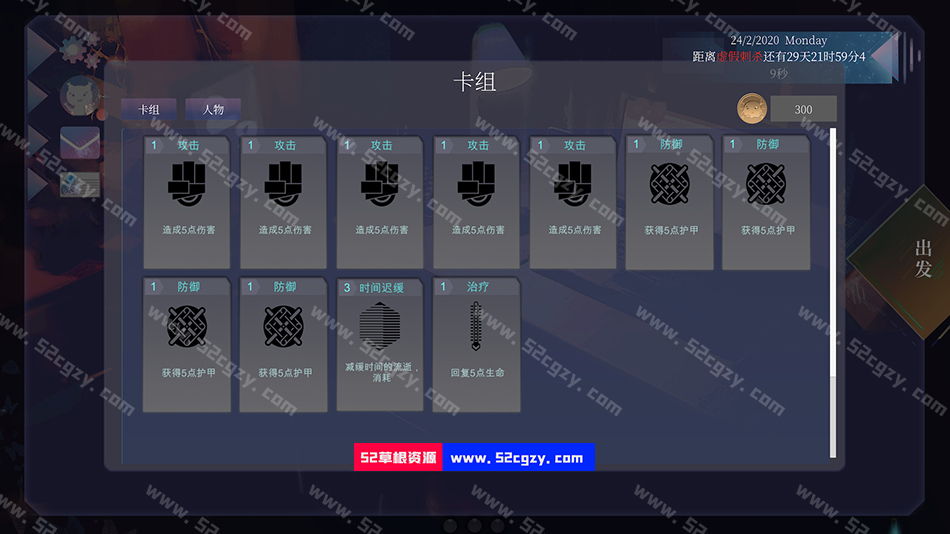 24/2/2020 Monday
距离虚假刺杀还有29天21时59分4
9秒
卡组
卡组
人物
300
1 攻击
造成5点伤害
1 攻击
造成5点伤害
1 攻击
造成5点伤害
1 攻击
造成5点伤害
1 攻击
造成5点伤害
1 防御
获得5点护甲
1 防御
获得5点护甲
出
发
1 防御
获得5点护甲
1 防御
获得5点护甲
3 时间迟缓
减缓时间的流逝，
消耗
1 治疗
回复5点生命
52草根资源 www.52cgzy.com
www.52cgzy.com